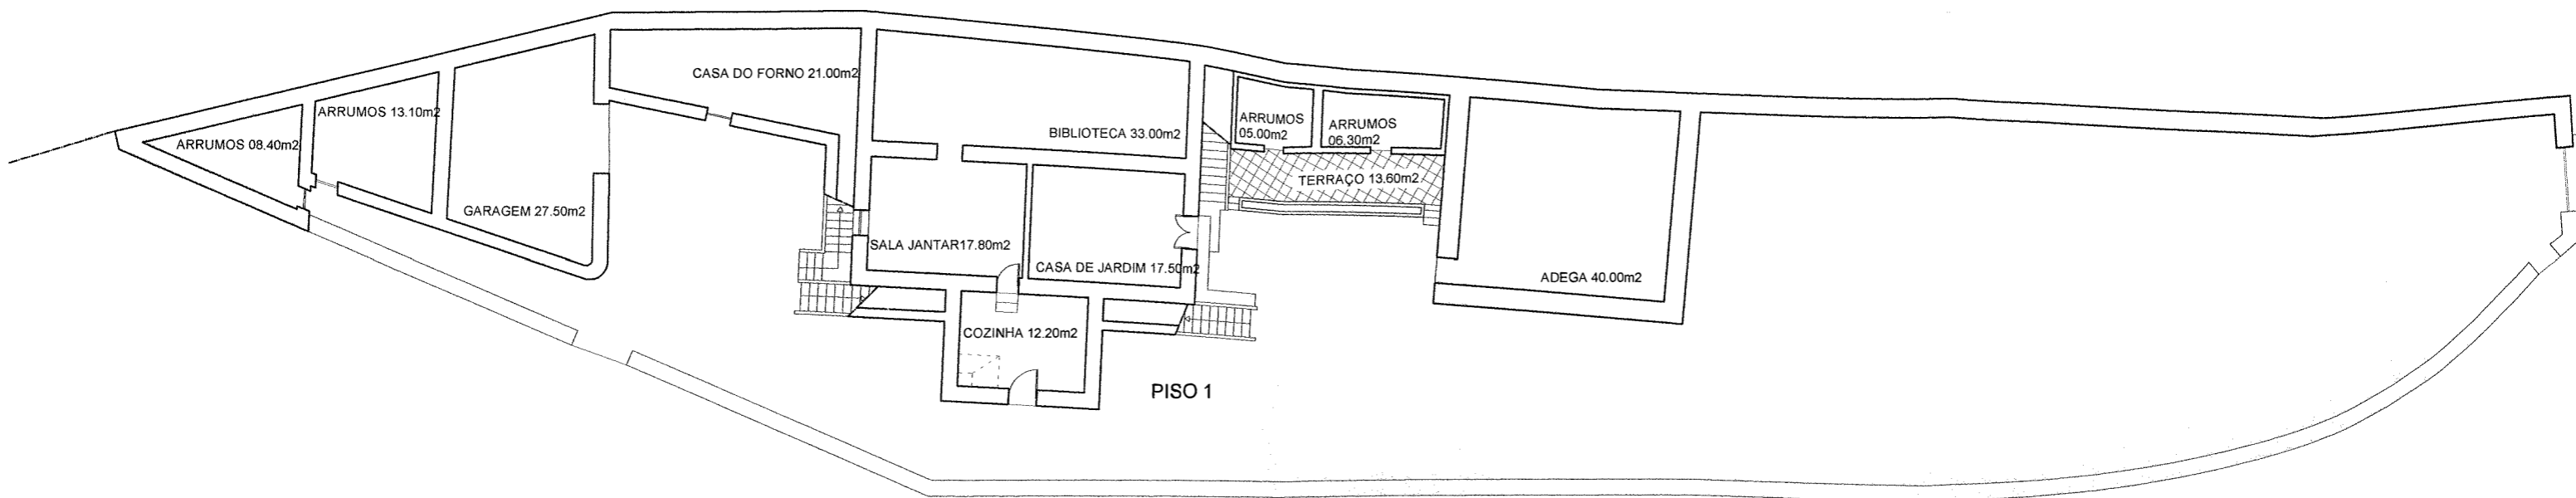 CASA DO FORNO 21.00m2
ARRUMOS 13.10m2
ARRUMOS 08.40m2
BIBLIOTECA 33.00m2
ARRUMOS
05.00m2
ARRUMOS
06.30m2
TERRAÇO 13.60m2
GARAGEM 27.50m2
SALA JANTAR17.80m2
CASA DE JARDIM 17.50m2
ADEGA 40.00m2
COZINHA 12.20m2
PISO 1